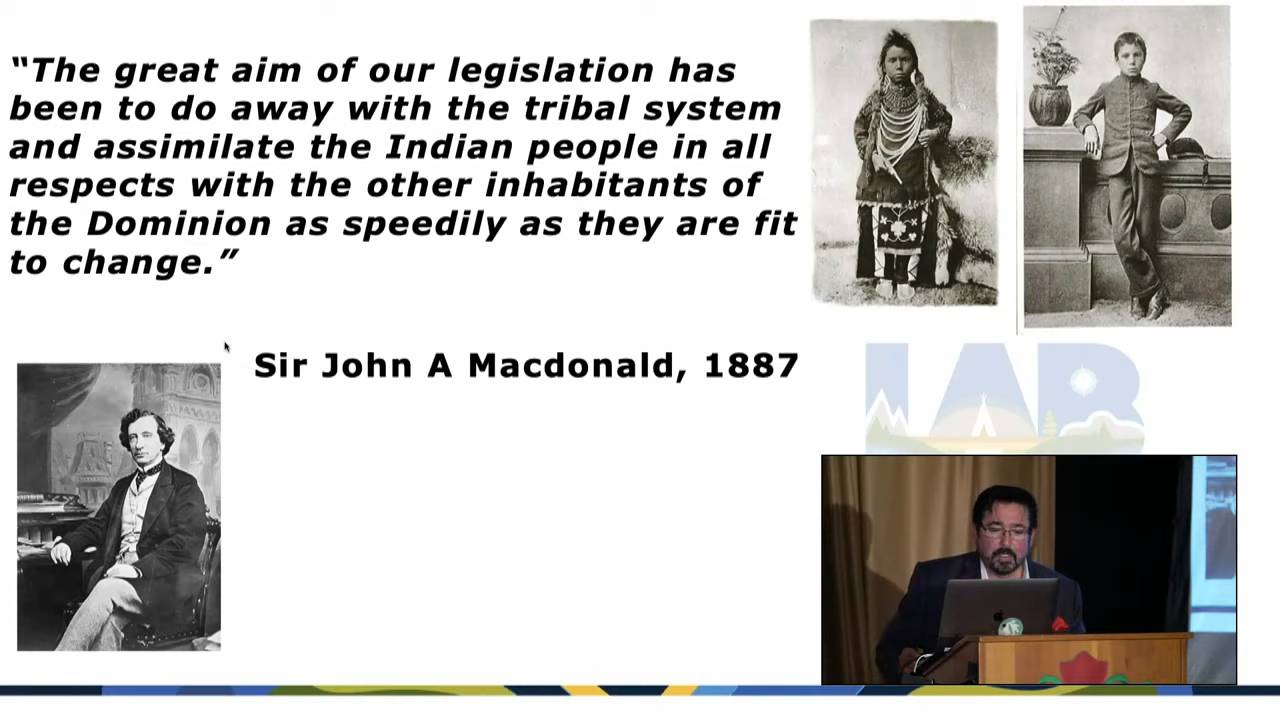 “The great aim of our legislation has
been to do away with the tribal system
and assimilate the Indian people in all
respects with the other inhabitants of
the Dominion as speedily as they are fit
to change.”
Sir John A Macdonald, 1887
IAB